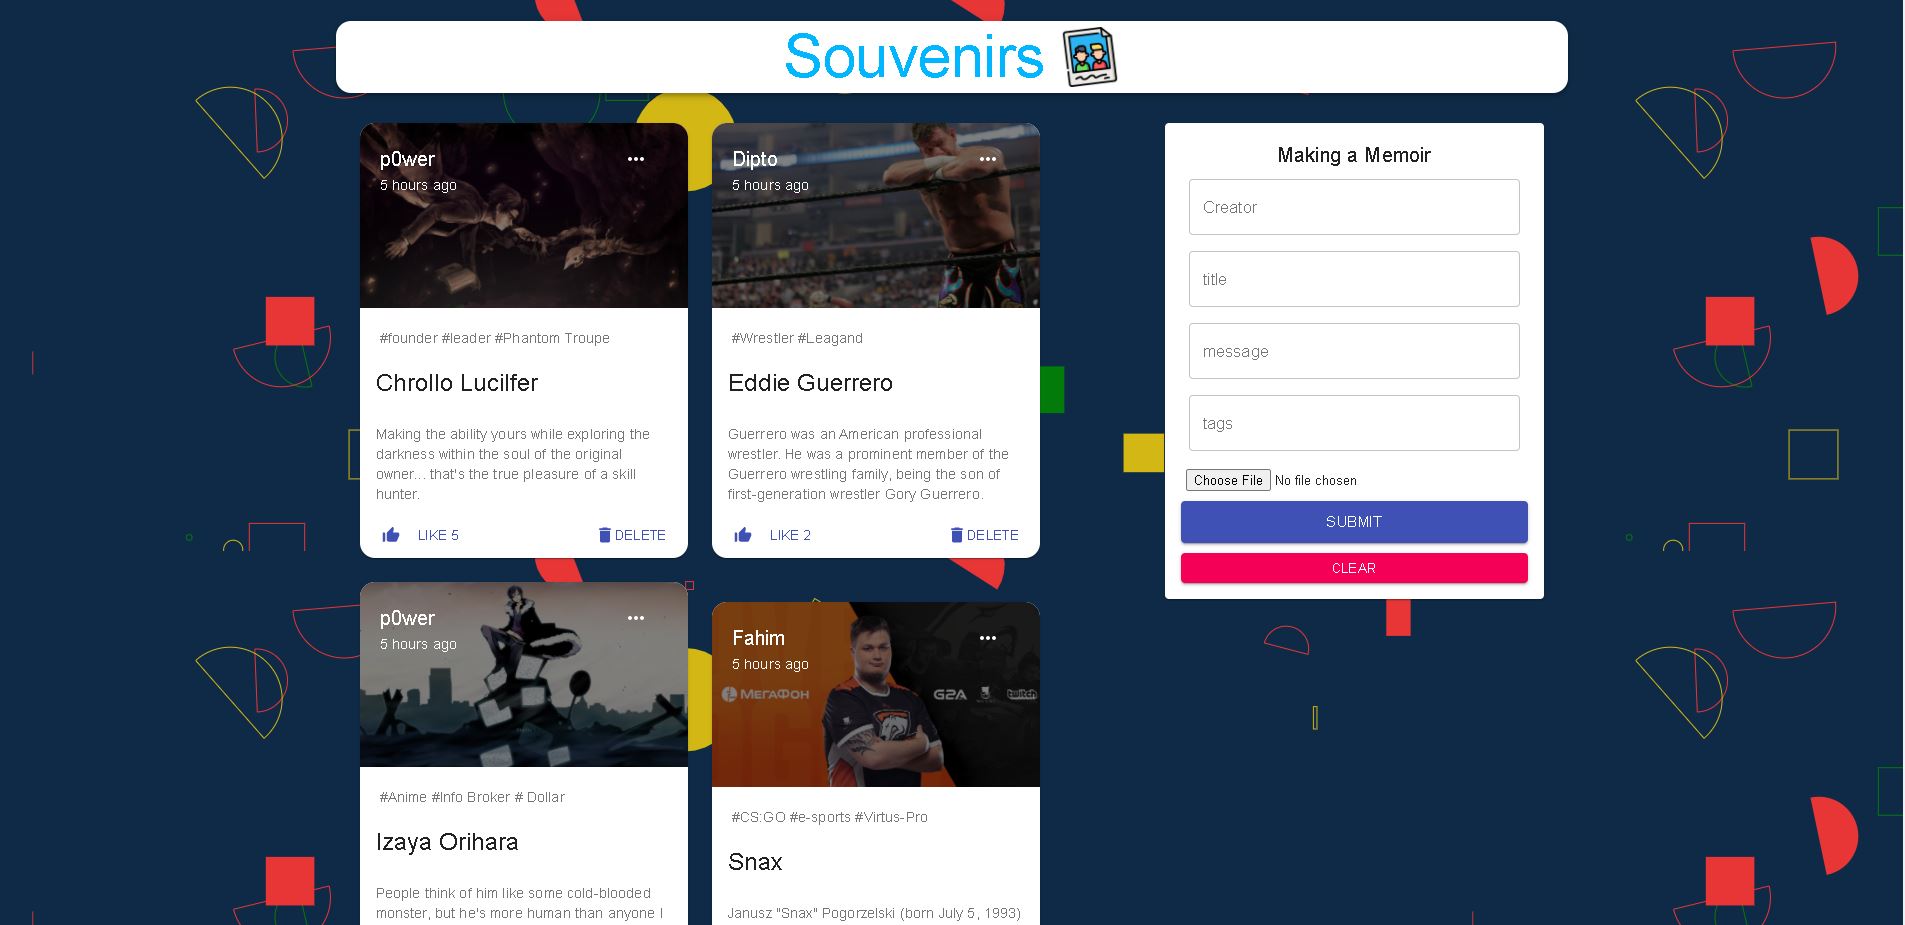 Souvenirs
p0wer
5 hours ago
#founder #leader #Phantom Troupe
Chrollo Lucilfer
Making the ability yours while exploring the
darkness within the soul of the original
owner... that's the true pleasure of a skill
hunter.
LIKE 5
DELETE
Dipto
5 hours ago
#Wrestler #Leagand
Eddie Guerrero
Guerrero was an American professional
wrestler. He was a prominent member of the
Guerrero wrestling family, being the son of
first-generation wrestler Gory Guerrero.
LIKE 2
DELETE
p0wer
5 hours ago
#Anime #Info Broker # Dollar
Izaya Orihara
People think of him like some cold-blooded
monster, but he's more human than anyone I
Fahim
5 hours ago
МегаФон
G2A
twitch
#CS:GO #e-sports #Virtus-Pro
Snax
Janusz "Snax" Pogorzelski (born July 5, 1993)
Making a Memoir
Creator
title
message
tags
Choose File No file chosen
SUBMIT
CLEAR